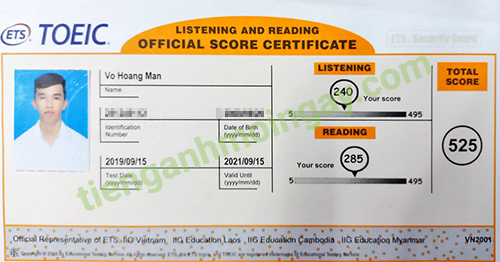 ETS TOEIC
LISTENING AND READING
OFFICIAL SCORE CERTIFICATE
ETS Security Guard
Vo Hoang Man
Name
Identification
Number
Date of Birth
(yyyy/mm/dd)
2019/09/15
Test Date
(yyyy/mm/dd)
2021/09/15
Valid Until
(yyyy/mm/dd)
LISTENING
240
Your score
5 495
READING
285
Your score
5 495
TOTAL
SCORE
525
tienganhmoingay.com
Official Representative of ETS, IIG Vietnam, IIG Education Laos, IIG Education Cambodia, IIG Education Myanmar
VN2001